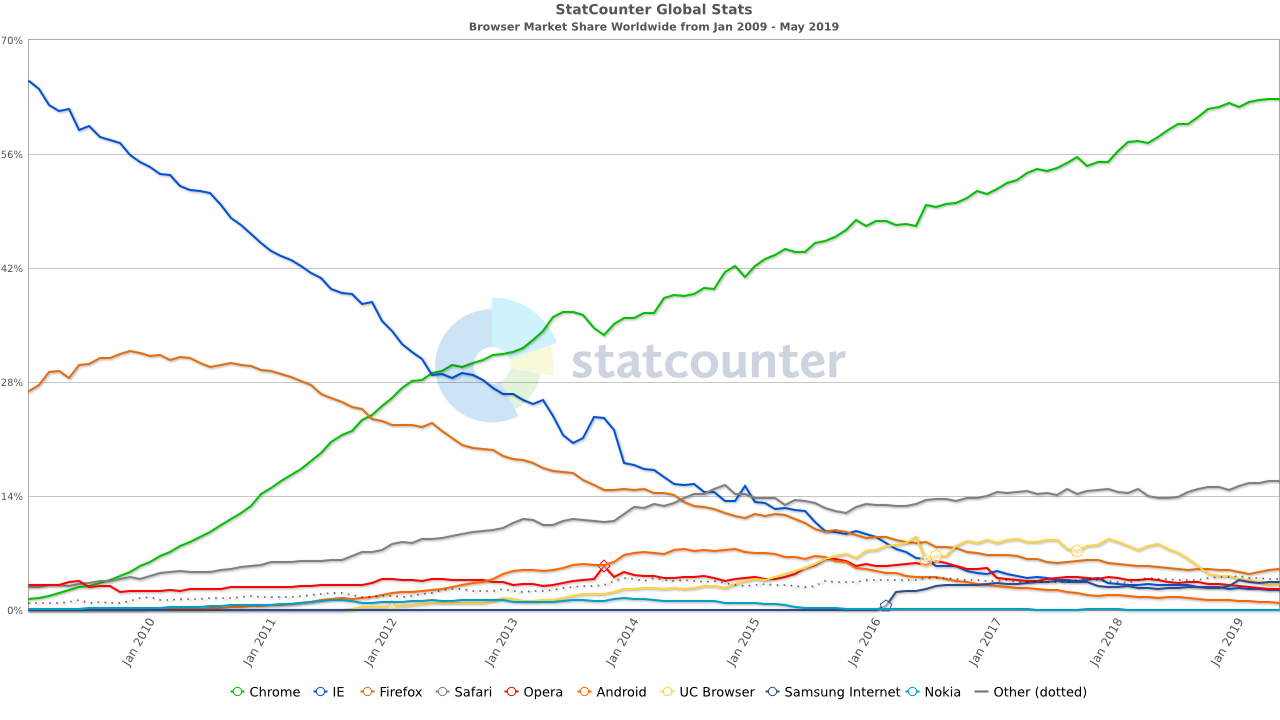 StatCounter Global Stats
Browser Market Share Worldwide from Jan 2009 - May 2019
70%
56%
42%
28%
14%
0%
statcounter
Jan 2010
Jan 2011
Jan 2012
Jan 2013
Jan 2014
Jan 2015
Jan 2016
Jan 2017
Jan 2018
Jan 2019
Chrome IE Firefox Safari Opera Android UC Browser Samsung Internet Nokia Other (dotted)